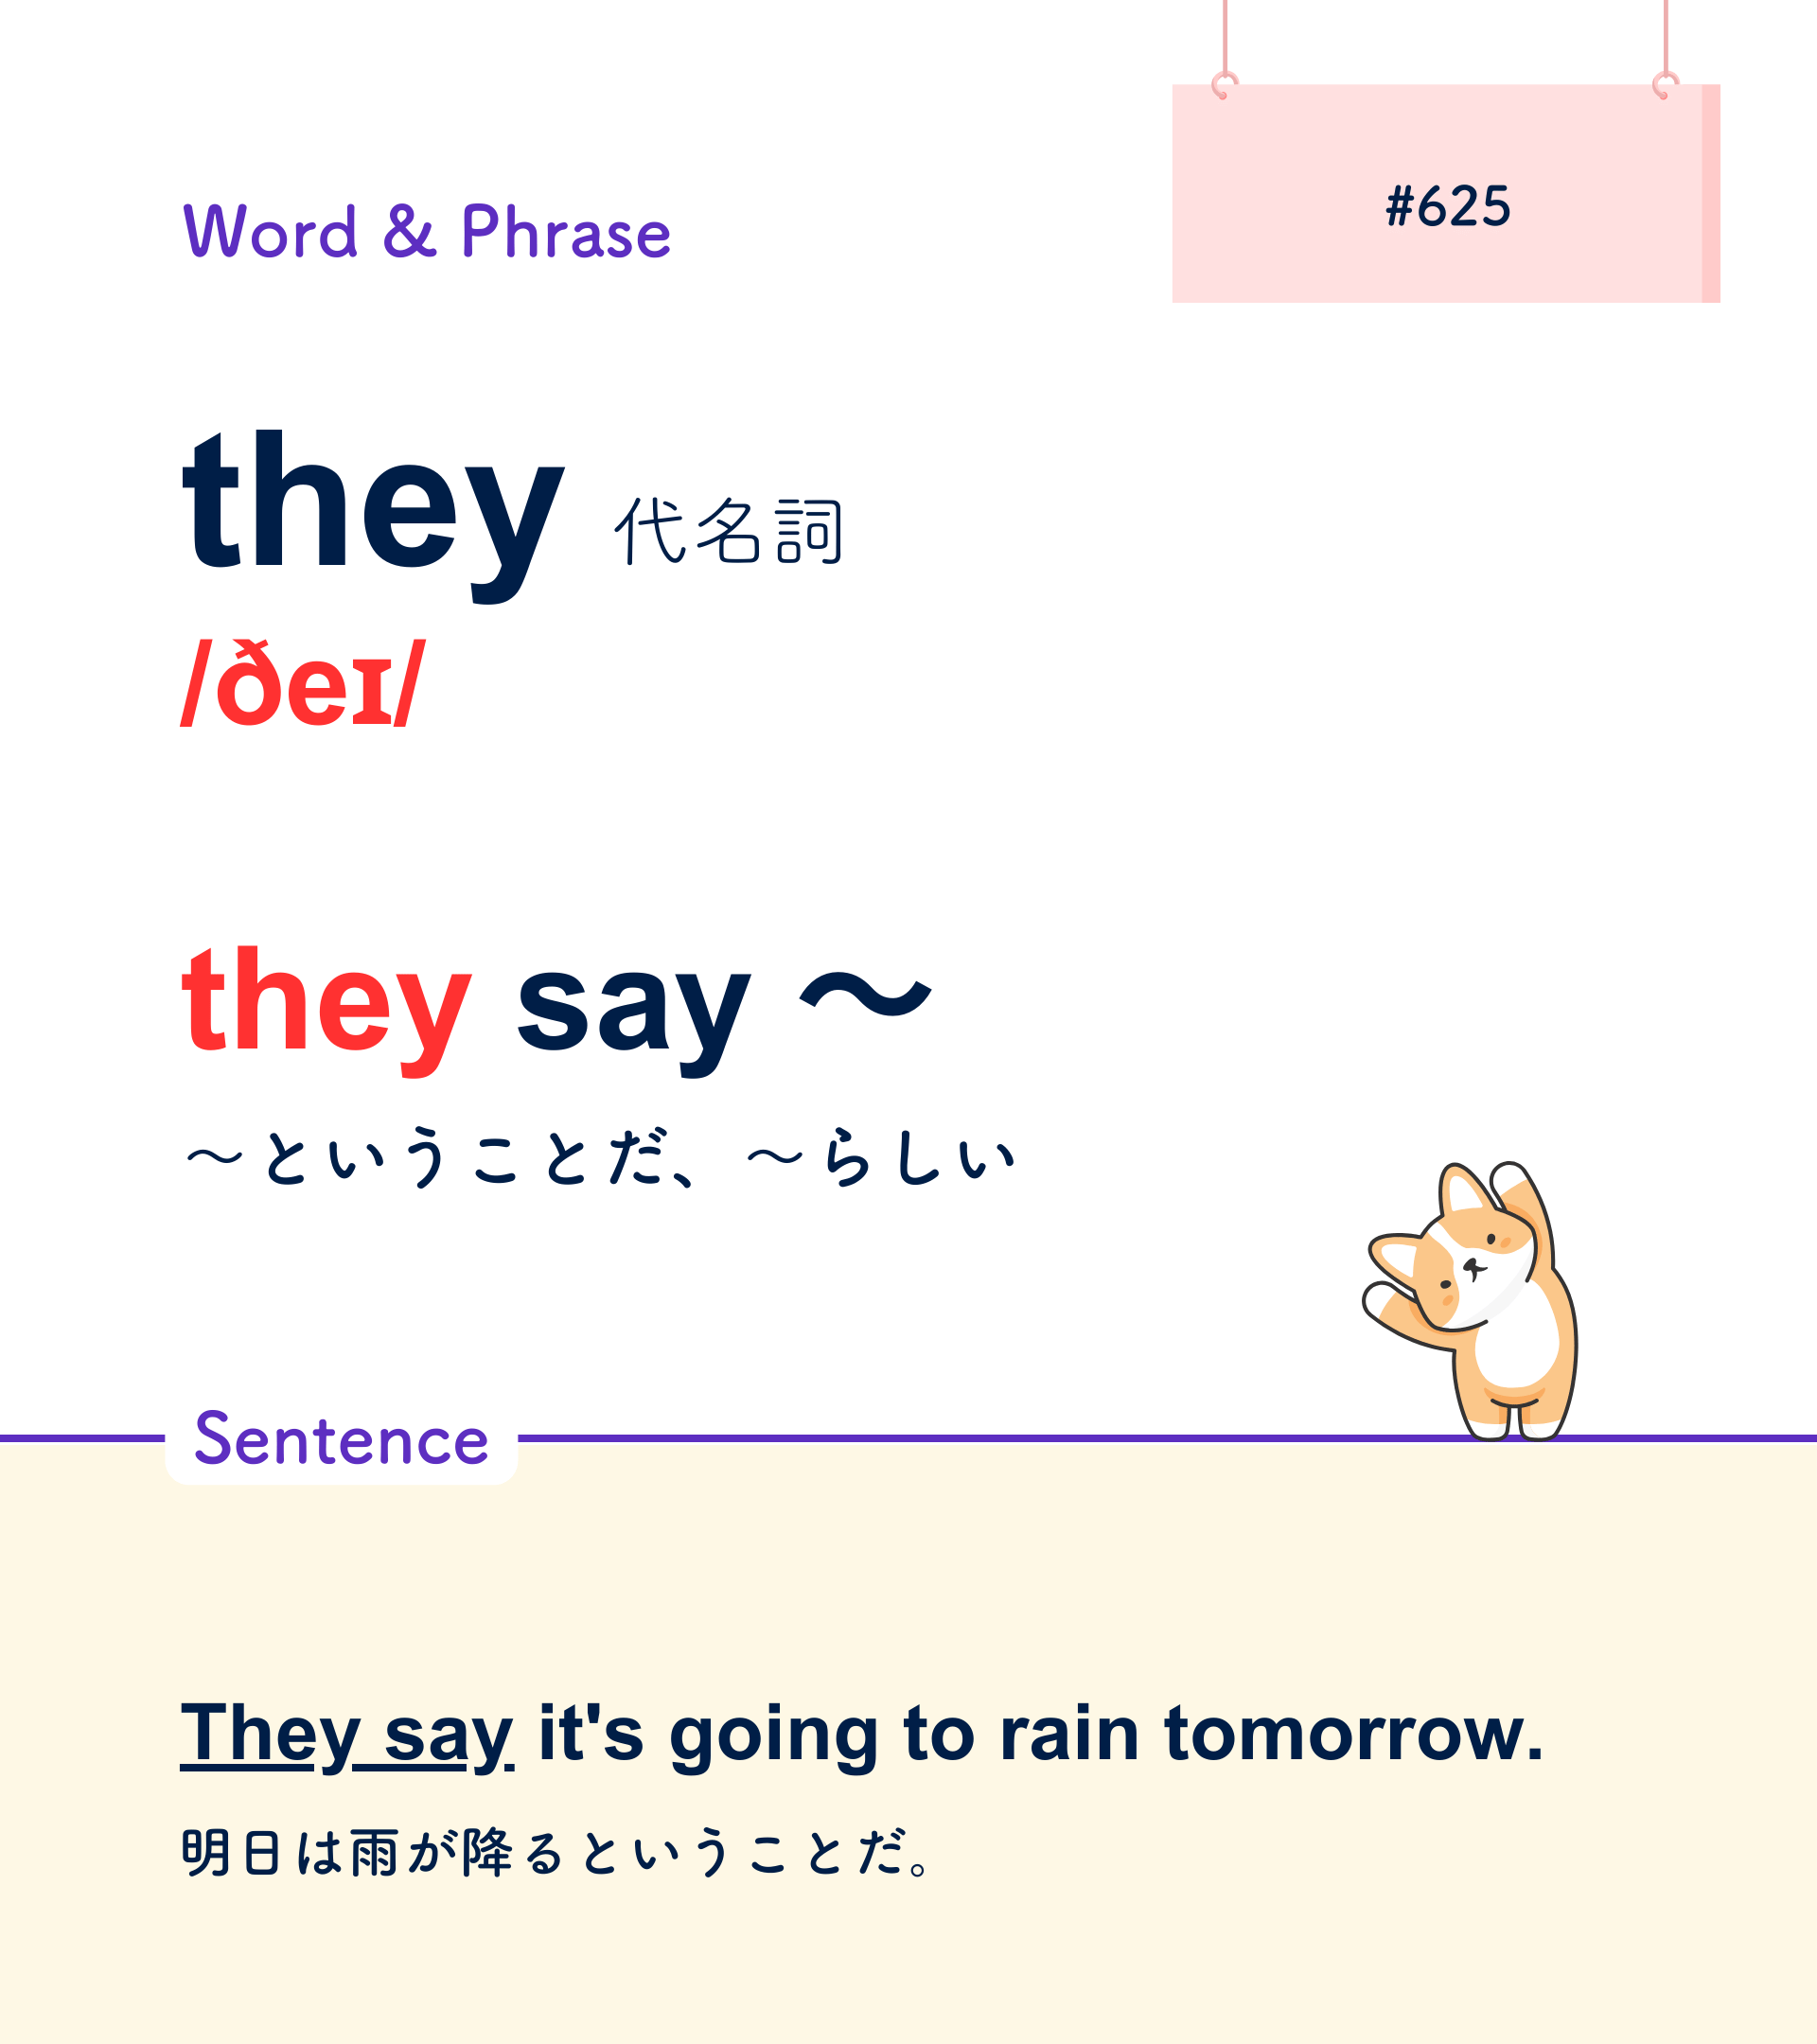 #625
Word & Phrase
they 代名詞
/ðeɪ/
they say 〜
〜ということだ、〜らしい
Sentence
They say it's going to rain tomorrow.
明日は雨が降るということだ。